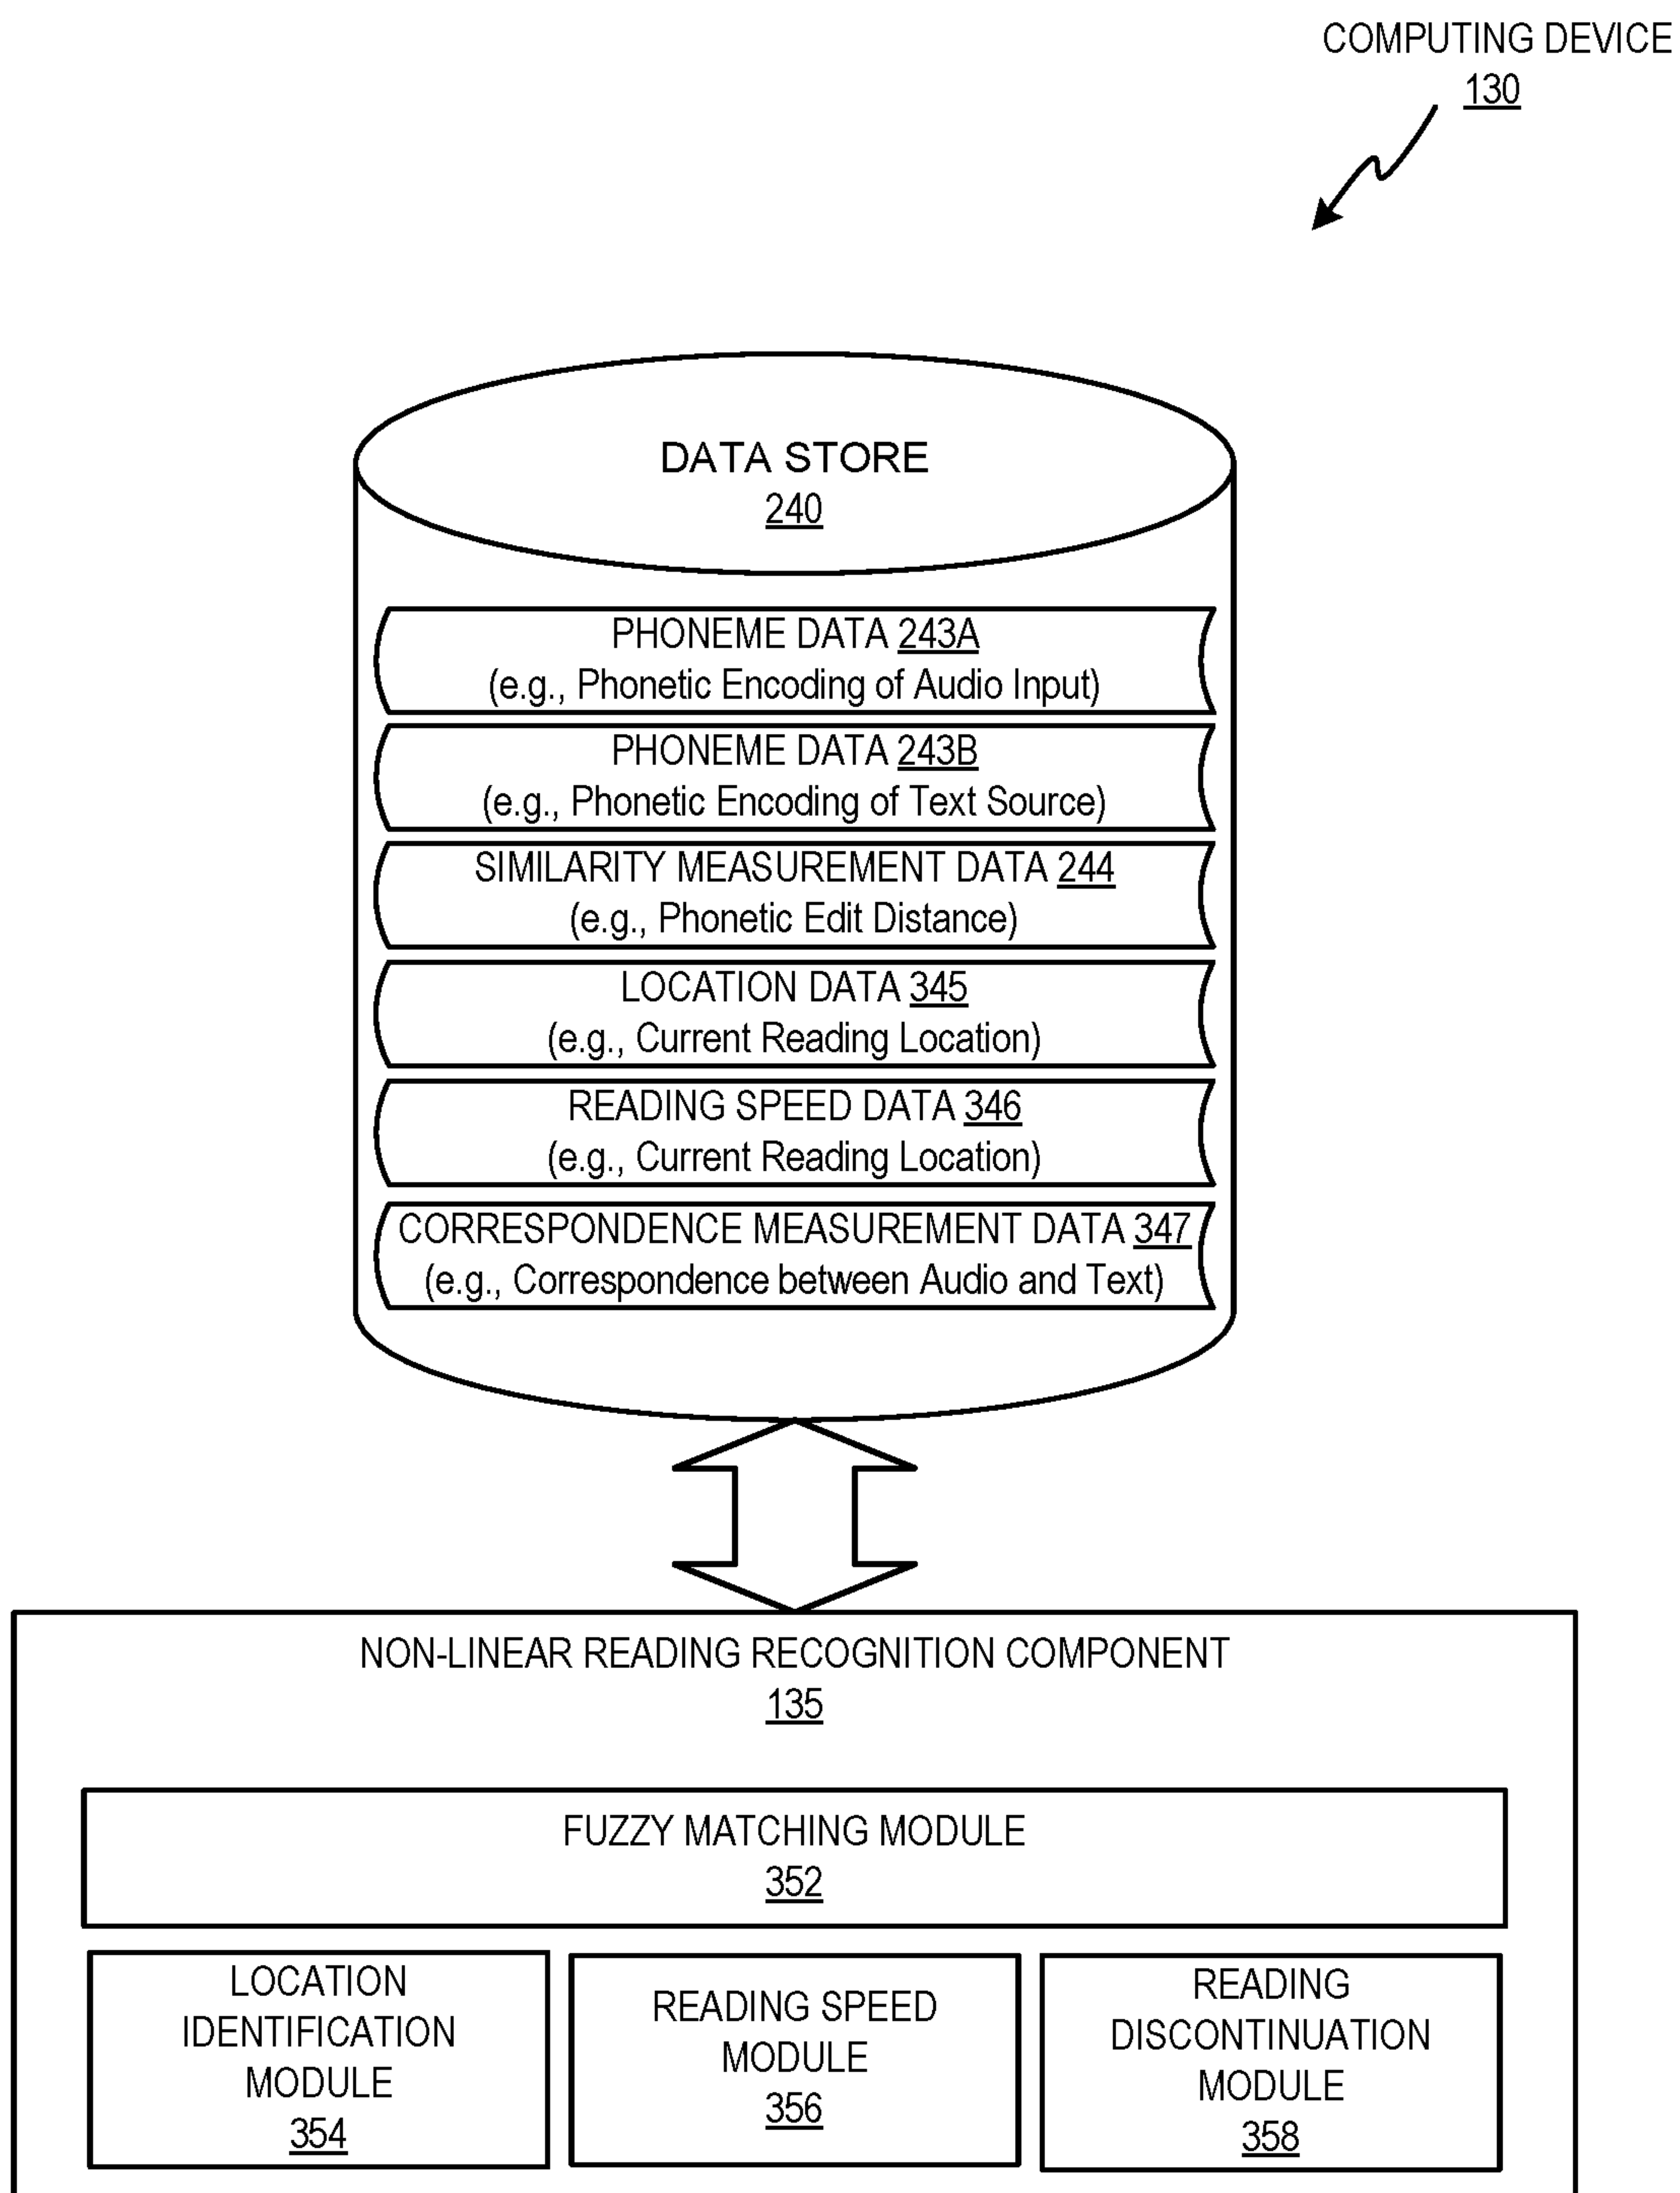 COMPUTING DEVICE
130
DATA STORE
240
PHONEME DATA 243A
(e.g., Phonetic Encoding of Audio Input)
PHONEME DATA 243B
(e.g., Phonetic Encoding of Text Source)
SIMILARITY MEASUREMENT DATA 244
(e.g., Phonetic Edit Distance)
LOCATION DATA 345
(e.g., Current Reading Location)
READING SPEED DATA 346
(e.g., Current Reading Location)
CORRESPONDENCE MEASUREMENT DATA 347
(e.g., Correspondence between Audio and Text)
NON-LINEAR READING RECOGNITION COMPONENT
135
FUZZY MATCHING MODULE
352
LOCATION
IDENTIFICATION
MODULE
354
READING SPEED
MODULE
356
READING
DISCONTINUATION
MODULE
358